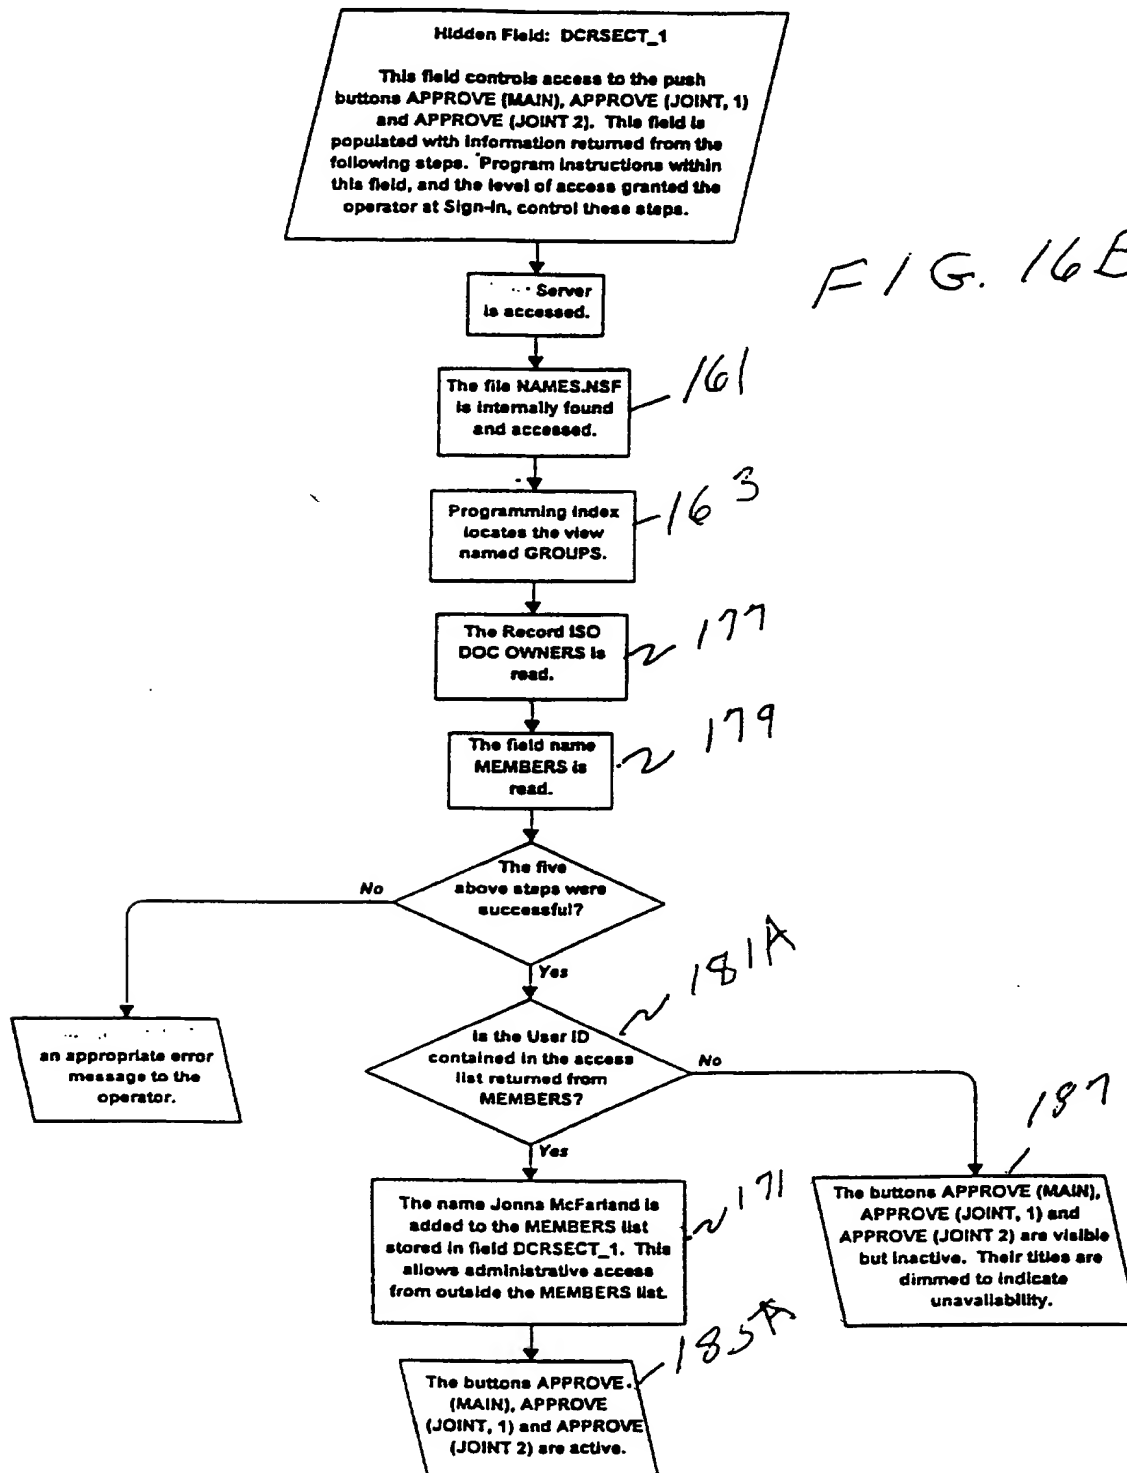 Hidden Field: DCRSECT_1
This field controls access to the push
buttons APPROVE (MAIN), APPROVE (JOINT, 1)
and APPROVE (JOINT 2). This field is
populated with information returned from the
following steps. Program instructions within
this field, and the level of access granted the
operator at Sign-in, control these steps.
FIG. 16B
Server
is accessed.
The file NAMES.NSF
is internally found
and accessed.
161
Programming index
locates the view
named GROUPS.
163
The Record ISO
DOC OWNERS is
read.
177
The field name
MEMBERS is
read.
179
The five
above steps were
successful?
No
Yes
an appropriate error
message to the
operator.
181A
Is the User ID
contained in the access
list returned from
MEMBERS?
No
Yes
187
The buttons APPROVE (MAIN),
APPROVE (JOINT, 1) and
APPROVE (JOINT 2) are visible
but inactive. Their titles are
dimmed to indicate
unavailability.
The name Jonna McFarland is
added to the MEMBERS list
stored in field DCRSECT_1. This
allows administrative access
from outside the MEMBERS list.
171
185A
The buttons APPROVE
(MAIN), APPROVE
(JOINT, 1) and APPROVE
(JOINT 2) are active.